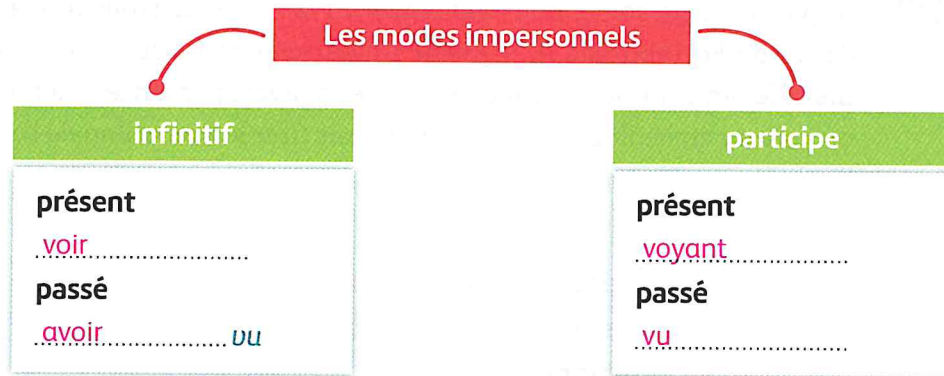 Les modes impersonnels
infinitif
présent
voir
passé
avoir vu
participe
présent
voyant
passé
vu